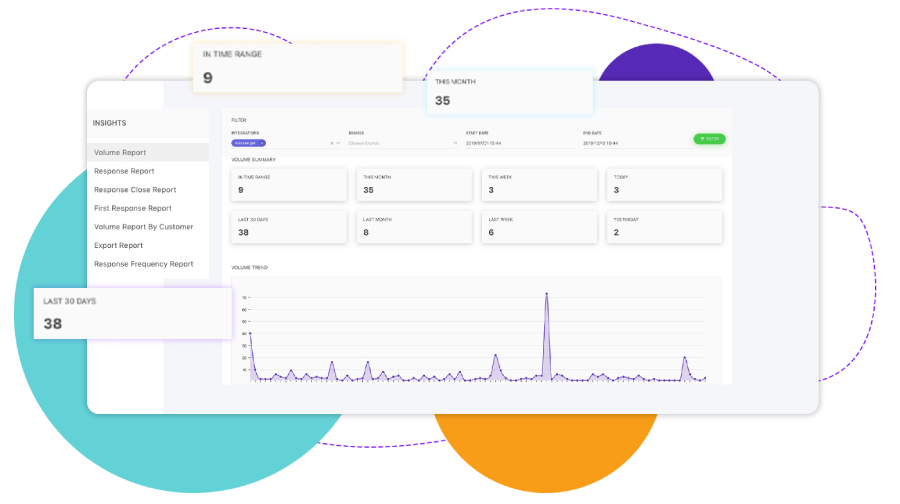 IN TIME RANGE
9
THIS MONTH
35
INSIGHTS
Volume Report
Response Report
Response Close Report
First Response Report
Volume Report By Customer
Export Report
Response Frequency Report
LAST 30 DAYS
38
FILTER
INTEGRATIONS BRANDS START DATE END DATE
Choose brands 2019/07/01 15:44 2019/12/10 15:44 FILTER
VOLUME SUMMARY
IN TIME RANGE THIS MONTH THIS WEEK TODAY
9 35 3 3
LAST 30 DAYS LAST MONTH LAST WEEK YESTERDAY
38 8 6 2
VOLUME TREND
70
60
50
40
30
20
10